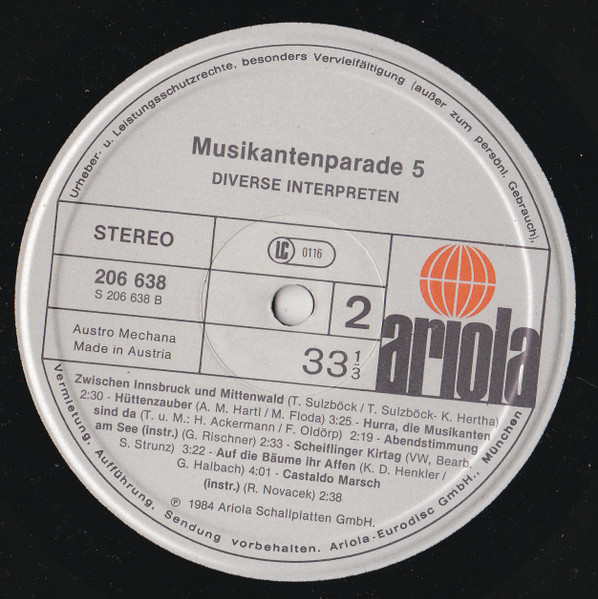 Urheber- u. Leistungsschutzrechte, besonders Vervielfältigung (außer zum persönl. Gebrauch),
Musikantenparade 5
DIVERSE INTERPRETEN
STEREO
LC 0116
206 638
S 206 638 B
2
Austro Mechana
Made in Austria
33 1/3
ariola
Zwischen Innsbruck und Mittenwald (T. Sulzböck / T. Sulzböck- K. Hertha)
2:30 - Hüttenzauber (A. M. Hartl / M. Floda) 3:25 - Hurra, die Musikanten
sind da (T. u. M.: H. Ackermann / F. Oldörp) 2:19 - Abendstimmung
am See (instr.) (G. Rischner) 2:33 - Scheiflinger Kirtag (VW, Bearb.
S. Strunz) 3:22 - Auf die Bäume ihr Affen (K. D. Henkler /
G. Halbach) 4:01 - Castaldo Marsch
(instr.) (R. Novacek) 2:38
℗ 1984 Ariola Schallplatten GmbH.
Vermietung, Aufführung, Sendung vorbehalten. Ariola-Eurodisc GmbH., München